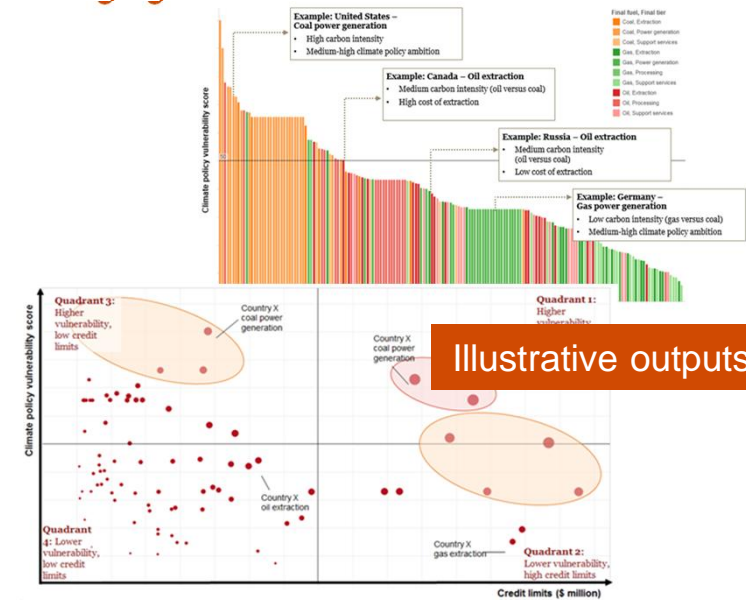 Example: United States –
Coal power generation
• High carbon intensity
• Medium-high climate policy ambition
Final fuel, Final tier
Coal, Extraction
Coal, Power generation
Coal, Support services
Gas, Extraction
Gas, Power generation
Gas, Processing
Gas, Support services
Oil, Extraction
Oil, Processing
Oil, Support services
Example: Canada – Oil extraction
• Medium carbon intensity (oil versus coal)
• High cost of extraction
Example: Russia – Oil extraction
• Medium carbon intensity
(oil versus coal)
• Low cost of extraction
Example: Germany –
Gas power generation
• Low carbon intensity (gas versus coal)
• Medium-high climate policy ambition
Climate policy vulnerability score
Quadrant 3:
Higher
vulnerability,
low credit
limits
Country X
coal power
generation
Quadrant 1:
Higher
vulnerability
Country X
coal power
generation
Illustrative outputs
Climate policy vulnerability score
Country X
oil extraction
Quadrant
4: Lower
vulnerability,
low credit
limits
Country X
gas extraction
Quadrant 2:
Lower vulnerability,
high credit limits
Credit limits ($ million)